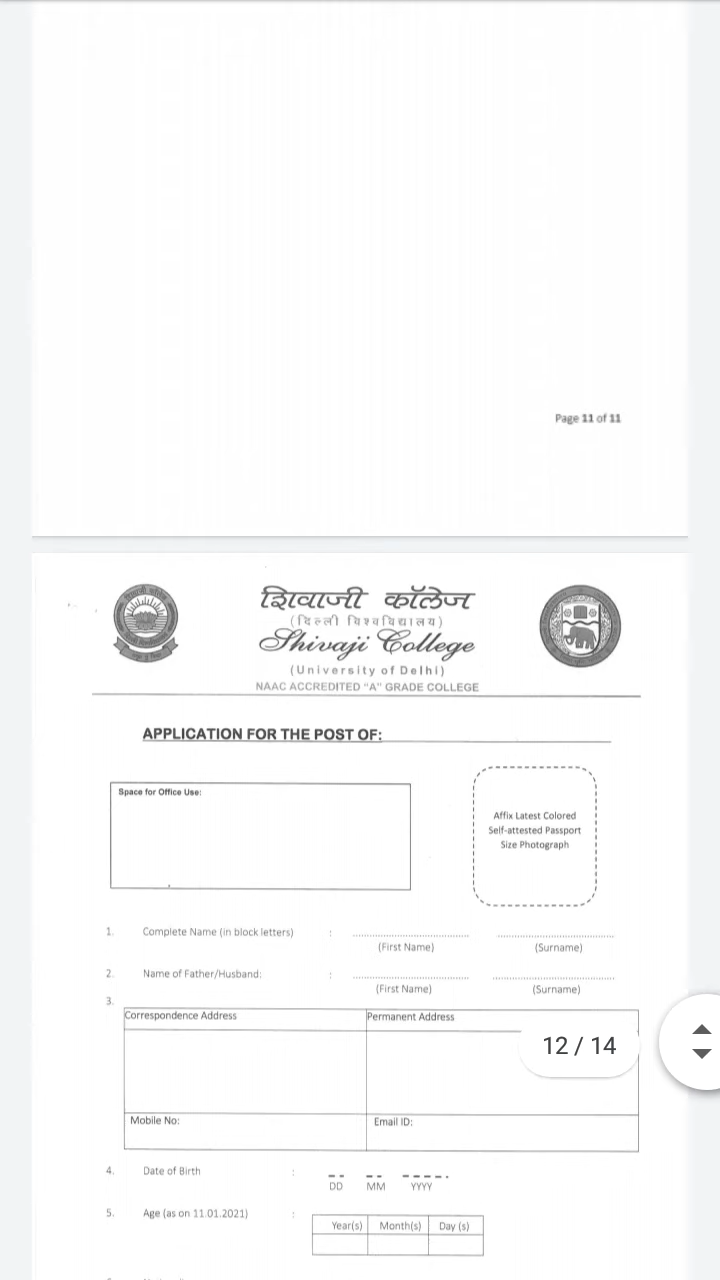 Page 11 of 11
शिवाजी कॉलेज
(दिल्ली विश्वविद्यालय)
Shivaji College
(University of Delhi)
NAAC ACCREDITED "A" GRADE COLLEGE
APPLICATION FOR THE POST OF:
Space for Office Use:
Affix Latest Colored
Self-attested Passport
Size Photograph
1. Complete Name (in block letters) :
(First Name) (Surname)
2. Name of Father/Husband: :
(First Name) (Surname)
3.
Correspondence Address Permanent Address
12 / 14
Mobile No: Email ID:
4. Date of Birth :
DD MM YYYY
5. Age (as on 11.01.2021) :
Year(s) Month(s) Day (s)